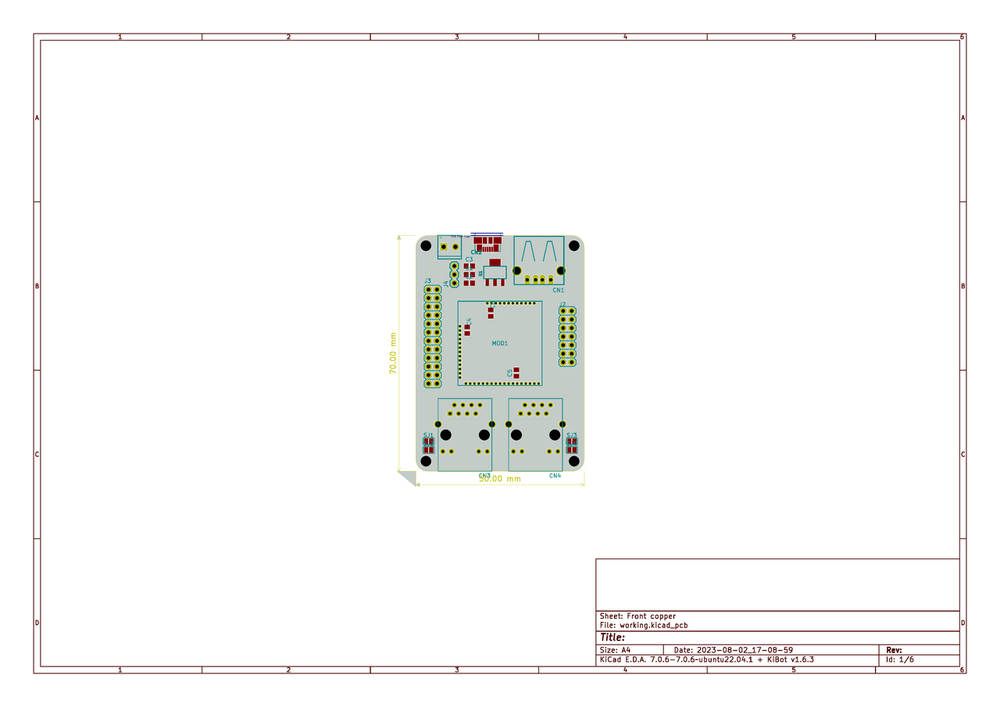 1 2 3 4 5 6
A A
CN2
C3
CN1
J3
J2
B B
MOD1
70.00 mm
C5
SJ1 SJ3
C C
CN3 CN4
50.00 mm
D D
Sheet: Front copper
File: working.kicad_pcb
Title:
Size: A4 Date: 2023-08-02_17-08-59 Rev:
KiCad E.D.A. 7.0.6-7.0.6-ubuntu22.04.1 + KiBot v1.6.3 Id: 1/6
1 2 3 4 5 6